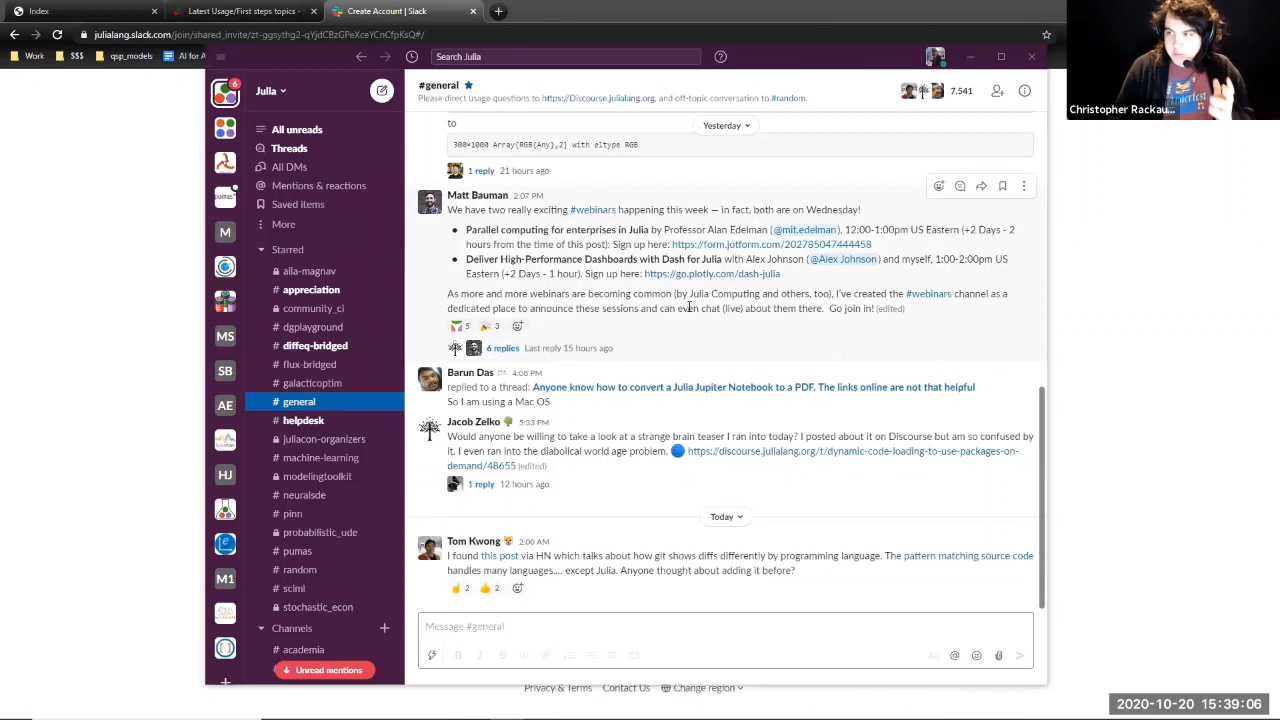 Index
Latest Usage/First steps topics -
Create Account | Slack
julialang.slack.com/join/shared_invite/zt-ggsythg2-qYjdCBzGPeXceYCnCfpKsQ#/
Work
$$$
qsp_models
AI for A
Search Julia
6
Julia
#general
Please direct usage questions to https://Discourse.julialang.org, and off-topic conversation to #random.
7,541
All unreads
Threads
All DMs
Mentions & reactions
Saved items
More
Starred
alia-magnav
appreciation
community_ci
dgplayground
diffeq-bridged
flux-bridged
galacticoptim
# general
# helpdesk
juliacon-organizers
# machine-learning
modelingtoolkit
# neuralsde
# pinn
probabilistic_ude
# pumas
# random
# sciml
stochastic_econ
Channels
academia
Unread mentions
pumas
M
MS
SB
AE
HJ
M1
to
Yesterday
300×1000 Array{RGB{Any},2} with eltype RGB
1 reply 21 hours ago
Matt Bauman 2:07 PM
We have two really exciting #webinars happening this week — in fact, both are on Wednesday!
• Parallel computing for enterprises in Julia by Professor Alan Edelman (@mit.edelman), 12:00-1:00pm US Eastern (+2 Days - 2
hours from the time of this post): Sign up here: https://form.jotform.com/202785047444458
• Deliver High-Performance Dashboards with Dash for Julia with Alex Johnson (@Alex Johnson) and myself, 1:00-2:00pm US
Eastern (+2 Days - 1 hour). Sign up here: https://go.plotly.com/dash-julia
As more and more webinars are becoming common (by Julia Computing and others, too), I've created the #webinars channel as a
dedicated place to announce these sessions and can even chat (live) about them there. Go join in! (edited)
5 3
6 replies Last reply 15 hours ago
Barun Das 4:08 PM
replied to a thread: Anyone know how to convert a Julia Jupiter Notebook to a PDF. The links online are not that helpful
So I am using a Mac OS
Jacob Zelko 5:33 PM
Would anyone be willing to take a look at a strange brain teaser I ran into today? I posted about it on Discourse but am so confused by
it. I even ran into the diabolical world age problem. https://discourse.julialang.org/t/dynamic-code-loading-to-use-packages-on-
demand/48655 (edited)
1 reply 12 hours ago
Today
Tom Kwong 2:00 AM
I found this post via HN which talks about how git shows diffs differently by programming language. The pattern matching source code
handles many languages.... except Julia. Anyone thought about adding it before?
2 2
Message #general
Privacy & Terms Contact Us Change region
Christopher Rackau...
2020-10-20 15:39:06